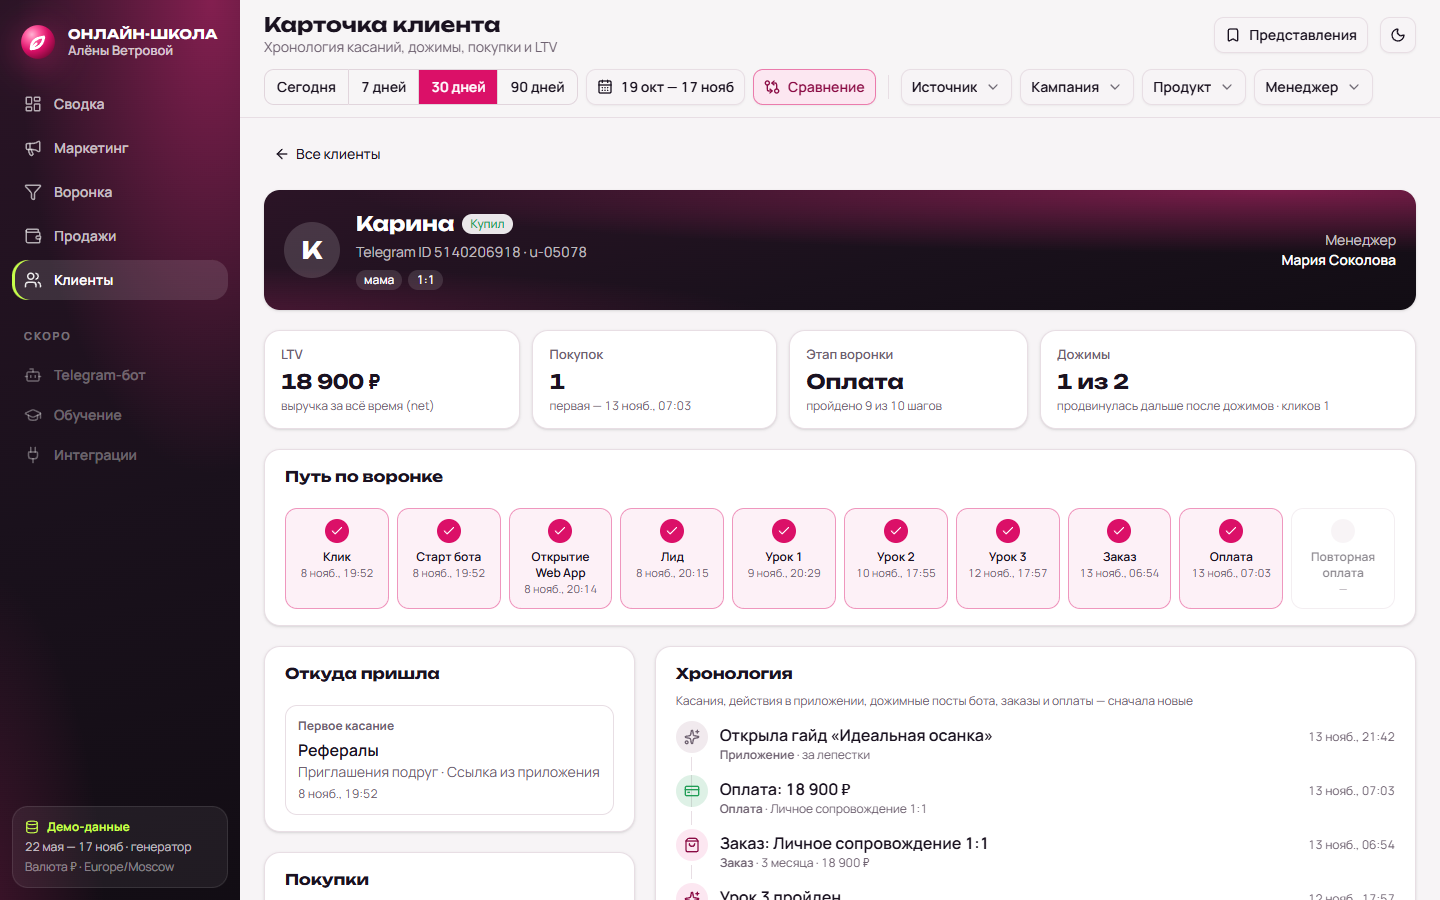 ОНЛАЙН-ШКОЛА
Алёны Ветровой
Сводка
Маркетинг
Воронка
Продажи
Клиенты
СКОРО
Telegram-бот
Обучение
Интеграции
Демо-данные
22 мая — 17 нояб · генератор
Валюта ₽ · Europe/Moscow
Карточка клиента
Хронология касаний, дожимы, покупки и LTV
Представления
Сегодня
7 дней
30 дней
90 дней
19 окт — 17 нояб
Сравнение
Источник
Кампания
Продукт
Менеджер
Все клиенты
К
Карина
Купил
Telegram ID 5140206918 · u-05078
мама
1:1
Менеджер
Мария Соколова
LTV
18 900 ₽
выручка за всё время (net)
Покупок
1
первая — 13 нояб., 07:03
Этап воронки
Оплата
пройдено 9 из 10 шагов
Дожимы
1 из 2
продвинулась дальше после дожимов · кликов 1
Путь по воронке
Клик
8 нояб., 19:52
Старт бота
8 нояб., 19:52
Открытие
Web App
8 нояб., 20:14
Лид
8 нояб., 20:15
Урок 1
9 нояб., 20:29
Урок 2
10 нояб., 17:55
Урок 3
12 нояб., 17:57
Заказ
13 нояб., 06:54
Оплата
13 нояб., 07:03
Повторная
оплата
—
Откуда пришла
Первое касание
Рефералы
Приглашения подруг · Ссылка из приложения
8 нояб., 19:52
Покупки
Хронология
Касания, действия в приложении, дожимные посты бота, заказы и оплаты — сначала новые
Открыла гайд «Идеальная осанка»
13 нояб., 21:42
Приложение · за лепестки
Оплата: 18 900 ₽
13 нояб., 07:03
Оплата · Личное сопровождение 1:1
Заказ: Личное сопровождение 1:1
13 нояб., 06:54
Заказ · 3 месяца · 18 900 ₽
Урок 3 пройден
12 нояб., 17:57